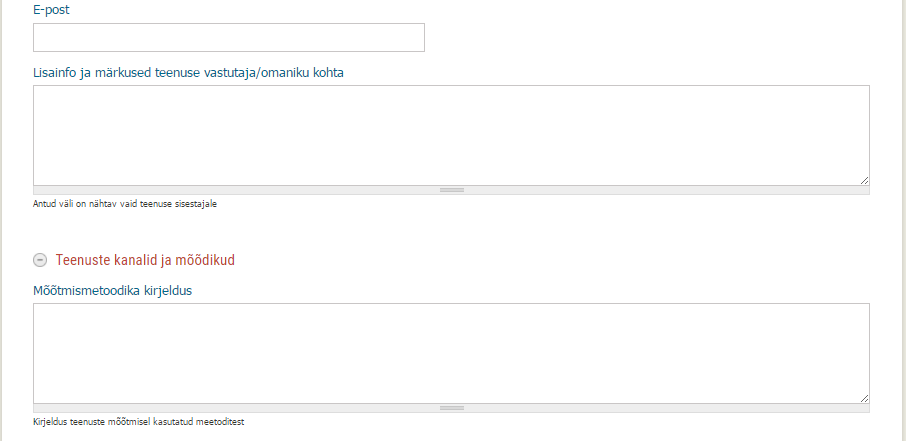 E-post
Lisainfo ja märkused teenuse vastutaja/omaniku kohta
Antud väli on nähtav vaid teenuse sisestajale
Teenuste kanalid ja mõõdikud
Mõõtmismetoodika kirjeldus
Kirjeldus teenuste mõõtmisel kasutatud meetoditest